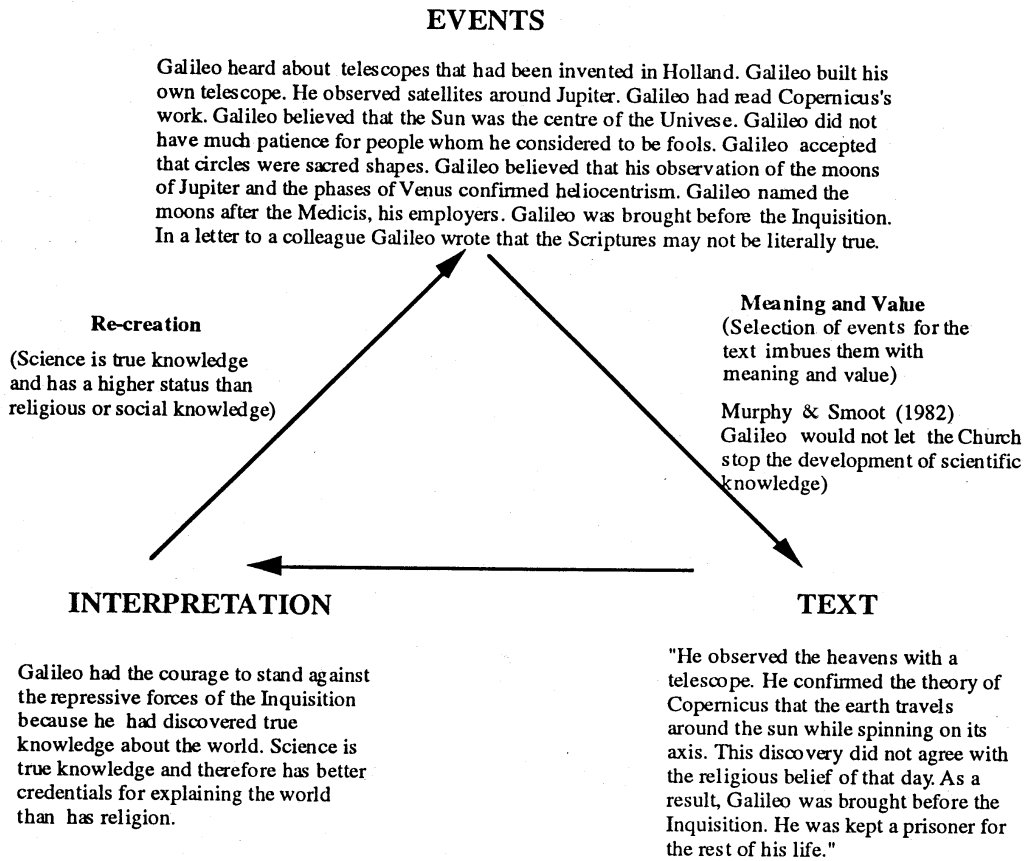 EVENTS
Galileo heard about telescopes that had been invented in Holland. Galileo built his
own telescope. He observed satellites around Jupiter. Galileo had read Copernicus's
work. Galileo believed that the Sun was the centre of the Univese. Galileo did not
have much patience for people whom he considered to be fools. Galileo accepted
that circles were sacred shapes. Galileo believed that his observation of the moons
of Jupiter and the phases of Venus confirmed heliocentrism. Galileo named the
moons after the Medicis, his employers. Galileo was brought before the Inquisition.
In a letter to a colleague Galileo wrote that the Scriptures may not be literally true.
Re-creation
(Science is true knowledge
and has a higher status than
religious or social knowledge)
Meaning and Value
(Selection of events for the
text imbues them with
meaning and value)
Murphy & Smoot (1982)
Galileo would not let the Church
stop the development of scientific
knowledge)
INTERPRETATION
Galileo had the courage to stand against
the repressive forces of the Inquisition
because he had discovered true
knowledge about the world. Science is
true knowledge and therefore has better
credentials for explaining the world
than has religion.
TEXT
"He observed the heavens with a
telescope. He confirmed the theory of
Copernicus that the earth travels
around the sun while spinning on its
axis. This discovery did not agree with
the religious belief of that day. As a
result, Galileo was brought before the
Inquisition. He was kept a prisoner for
the rest of his life."